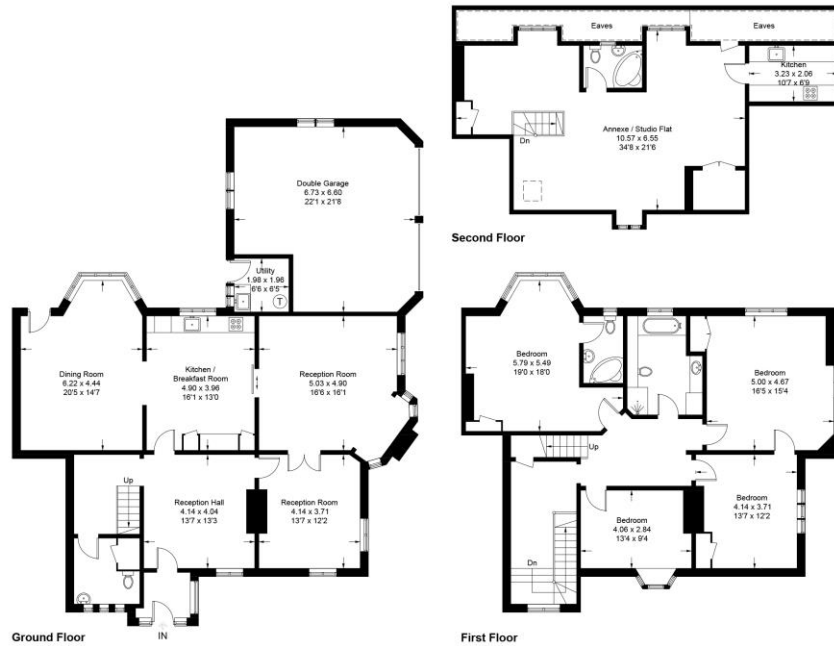 Double Garage
6.73 x 6.60
22'1 x 21'8
Utility
1.98 x 1.96
6'6 x 6'5
T
Dining Room
6.22 x 4.44
20'5 x 14'7
Kitchen /
Breakfast Room
4.90 x 3.96
16'1 x 13'0
Reception Room
5.03 x 4.90
16'6 x 16'1
Up
Reception Hall
4.14 x 4.04
13'7 x 13'3
Reception Room
4.14 x 3.71
13'7 x 12'2
IN
Ground Floor
Eaves
Eaves
Kitchen
3.23 x 2.06
10'7 x 6'9
Dn
Annexe / Studio Flat
10.57 x 6.55
34'8 x 21'6
Second Floor
Bedroom
5.79 x 5.49
19'0 x 18'0
Bedroom
5.00 x 4.67
16'5 x 15'4
Up
Bedroom
4.14 x 3.71
13'7 x 12'2
Bedroom
4.06 x 2.84
13'4 x 9'4
Dn
First Floor